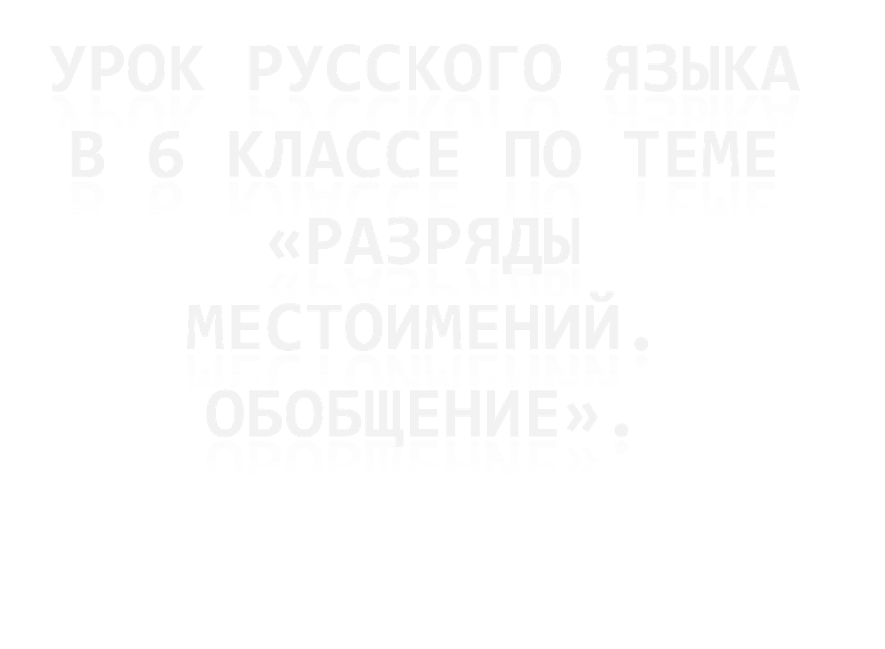 УРОК РУССКОГО ЯЗЫКА
В 6 КЛАССЕ ПО ТЕМЕ
«РАЗРЯДЫ
МЕСТОИМЕНИЙ.
ОБОБЩЕНИЕ».